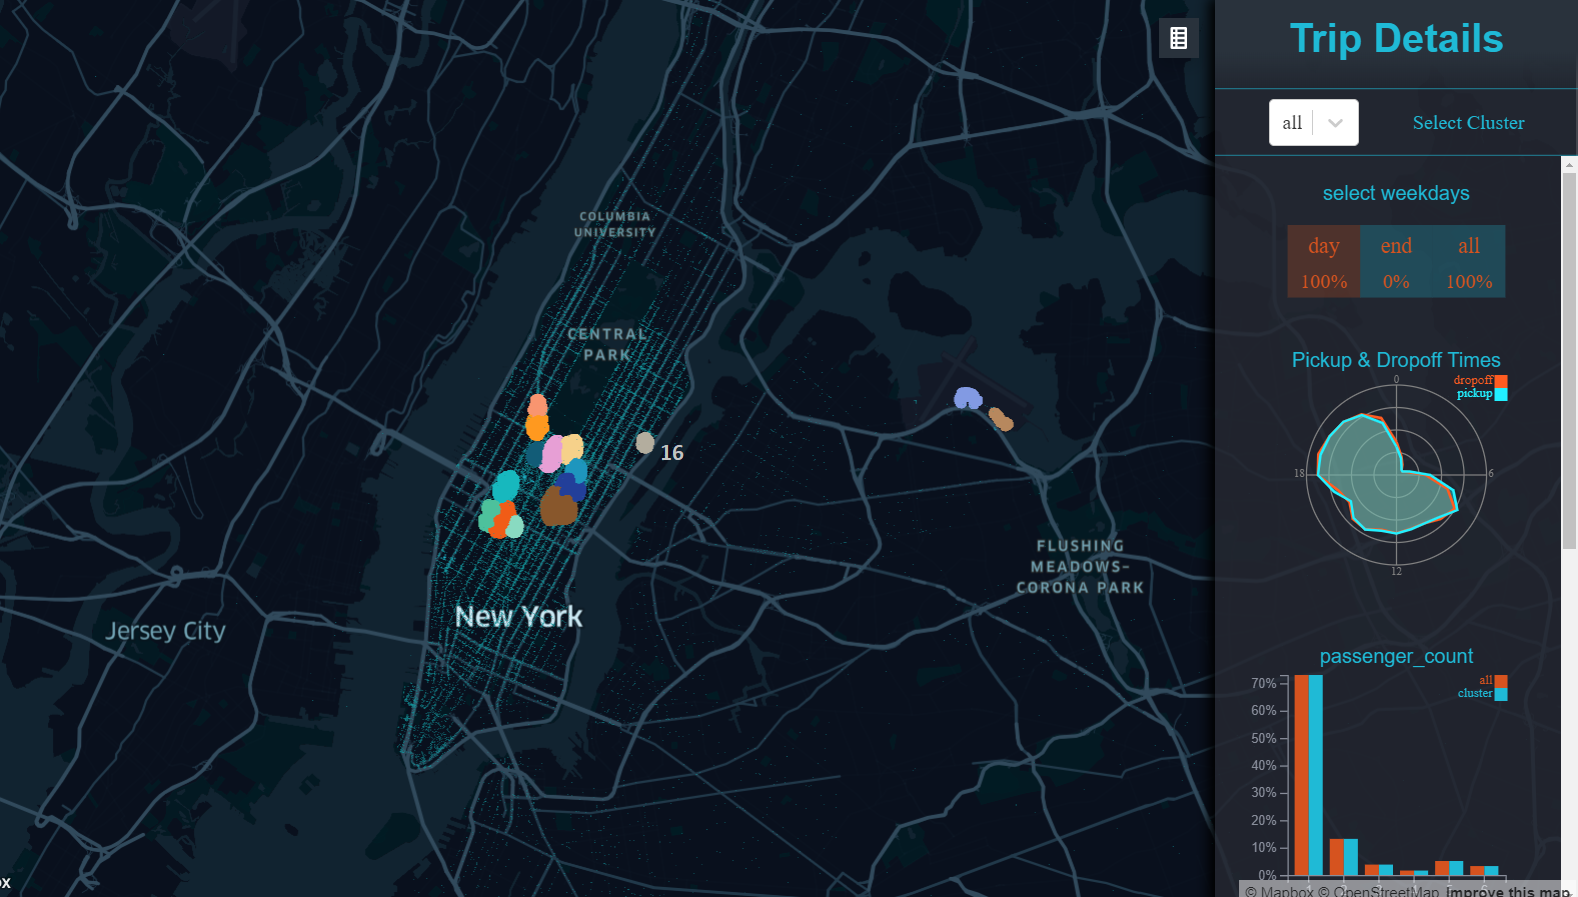 COLUMBIA
UNIVERSITY
CENTRAL
PARK
16
FLUSHING
MEADOWS-
CORONA PARK
New York
Jersey City
ox
Trip Details
all
Select Cluster
select weekdays
day end all
100% 0% 100%
Pickup & Dropoff Times
dropoff
pickup
0
18
6
12
passenger_count
all
cluster
70%
60%
50%
40%
30%
20%
10%
0%
© Mapbox © OpenStreetMap Improve this map